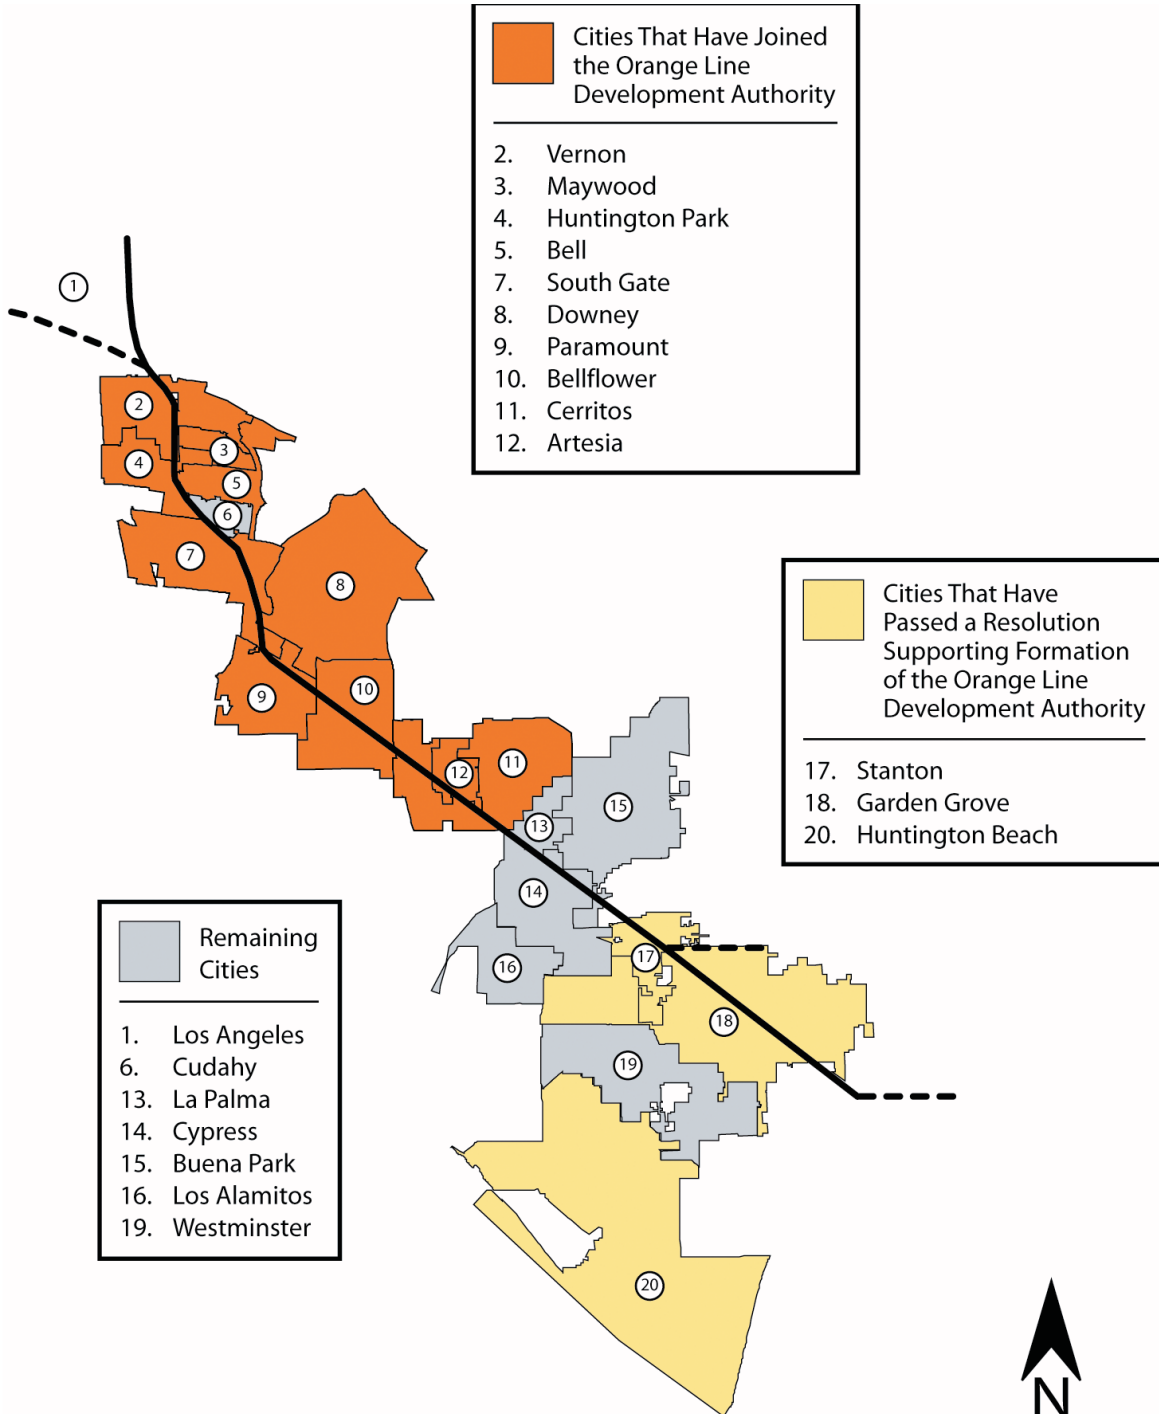 Cities That Have Joined
the Orange Line
Development Authority
2. Vernon
3. Maywood
4. Huntington Park
5. Bell
7. South Gate
8. Downey
9. Paramount
10. Bellflower
11. Cerritos
12. Artesia
1
2
3
4
5
6
7
8
9
10
11
12
13
14
15
16
17
18
19
20
Cities That Have
Passed a Resolution
Supporting Formation
of the Orange Line
Development Authority
17. Stanton
18. Garden Grove
20. Huntington Beach
Remaining
Cities
1. Los Angeles
6. Cudahy
13. La Palma
14. Cypress
15. Buena Park
16. Los Alamitos
19. Westminster
N